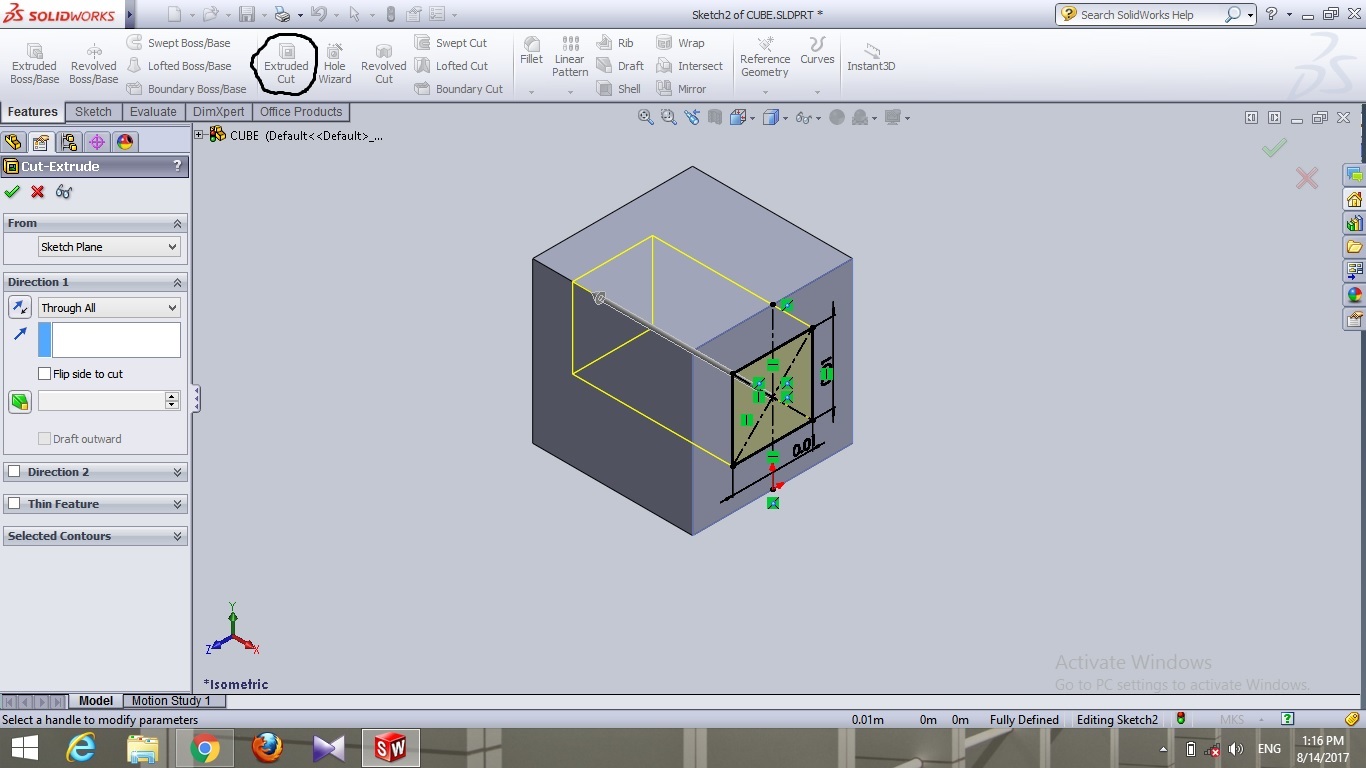 SOLIDWORKS
Sketch2 of CUBE.SLDPRT *
Search SolidWorks Help
?
Extruded Boss/Base
Revolved Boss/Base
Swept Boss/Base
Lofted Boss/Base
Boundary Boss/Base
Extruded Cut
Hole Wizard
Revolved Cut
Swept Cut
Lofted Cut
Boundary Cut
Fillet
Linear Pattern
Rib
Draft
Shell
Wrap
Intersect
Mirror
Reference Geometry
Curves
Instant3D
Features
Sketch
Evaluate
DimXpert
Office Products
CUBE (Default<<Default>_...
Cut-Extrude
?
From
Sketch Plane
Direction 1
Through All
Flip side to cut
Draft outward
Direction 2
Thin Feature
Selected Contours
0.01
Y
Z
X
*Isometric
Activate Windows
Go to PC settings to activate Windows.
Model
Motion Study 1
Select a handle to modify parameters
0.01m
0m
0m
Fully Defined
Editing Sketch2
MKS
?
SW
ENG
1:16 PM
8/14/2017